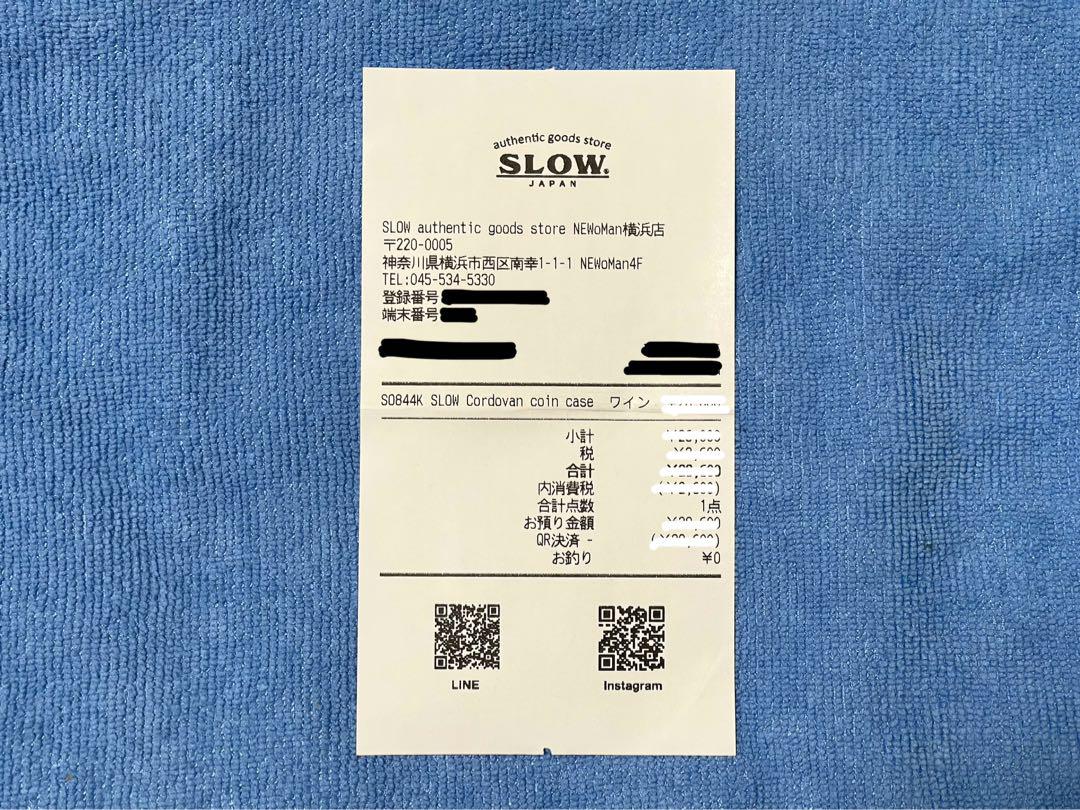 authentic goods store
SLOW.
JAPAN
SLOW authentic goods store NEWoMan横浜店
〒220-0005
神奈川県横浜市西区南幸1-1-1 NEWoMan4F
TEL:045-534-5330
登録番号
端末番号
SO844K SLOW Cordovan coin case ワイン
小計
税
合計
内消費税
合計点数 1点
お預り金額
QR決済 -
お釣り ¥0
LINE Instagram